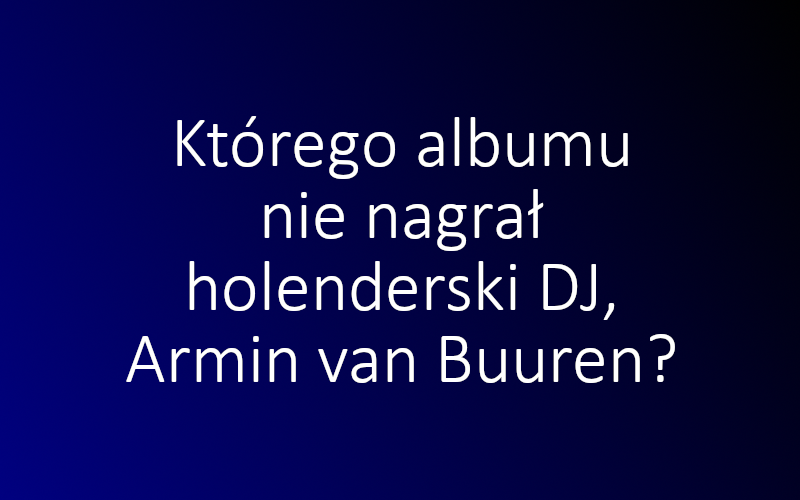 Którego albumu
nie nagrał
holenderski DJ,
Armin van Buuren?